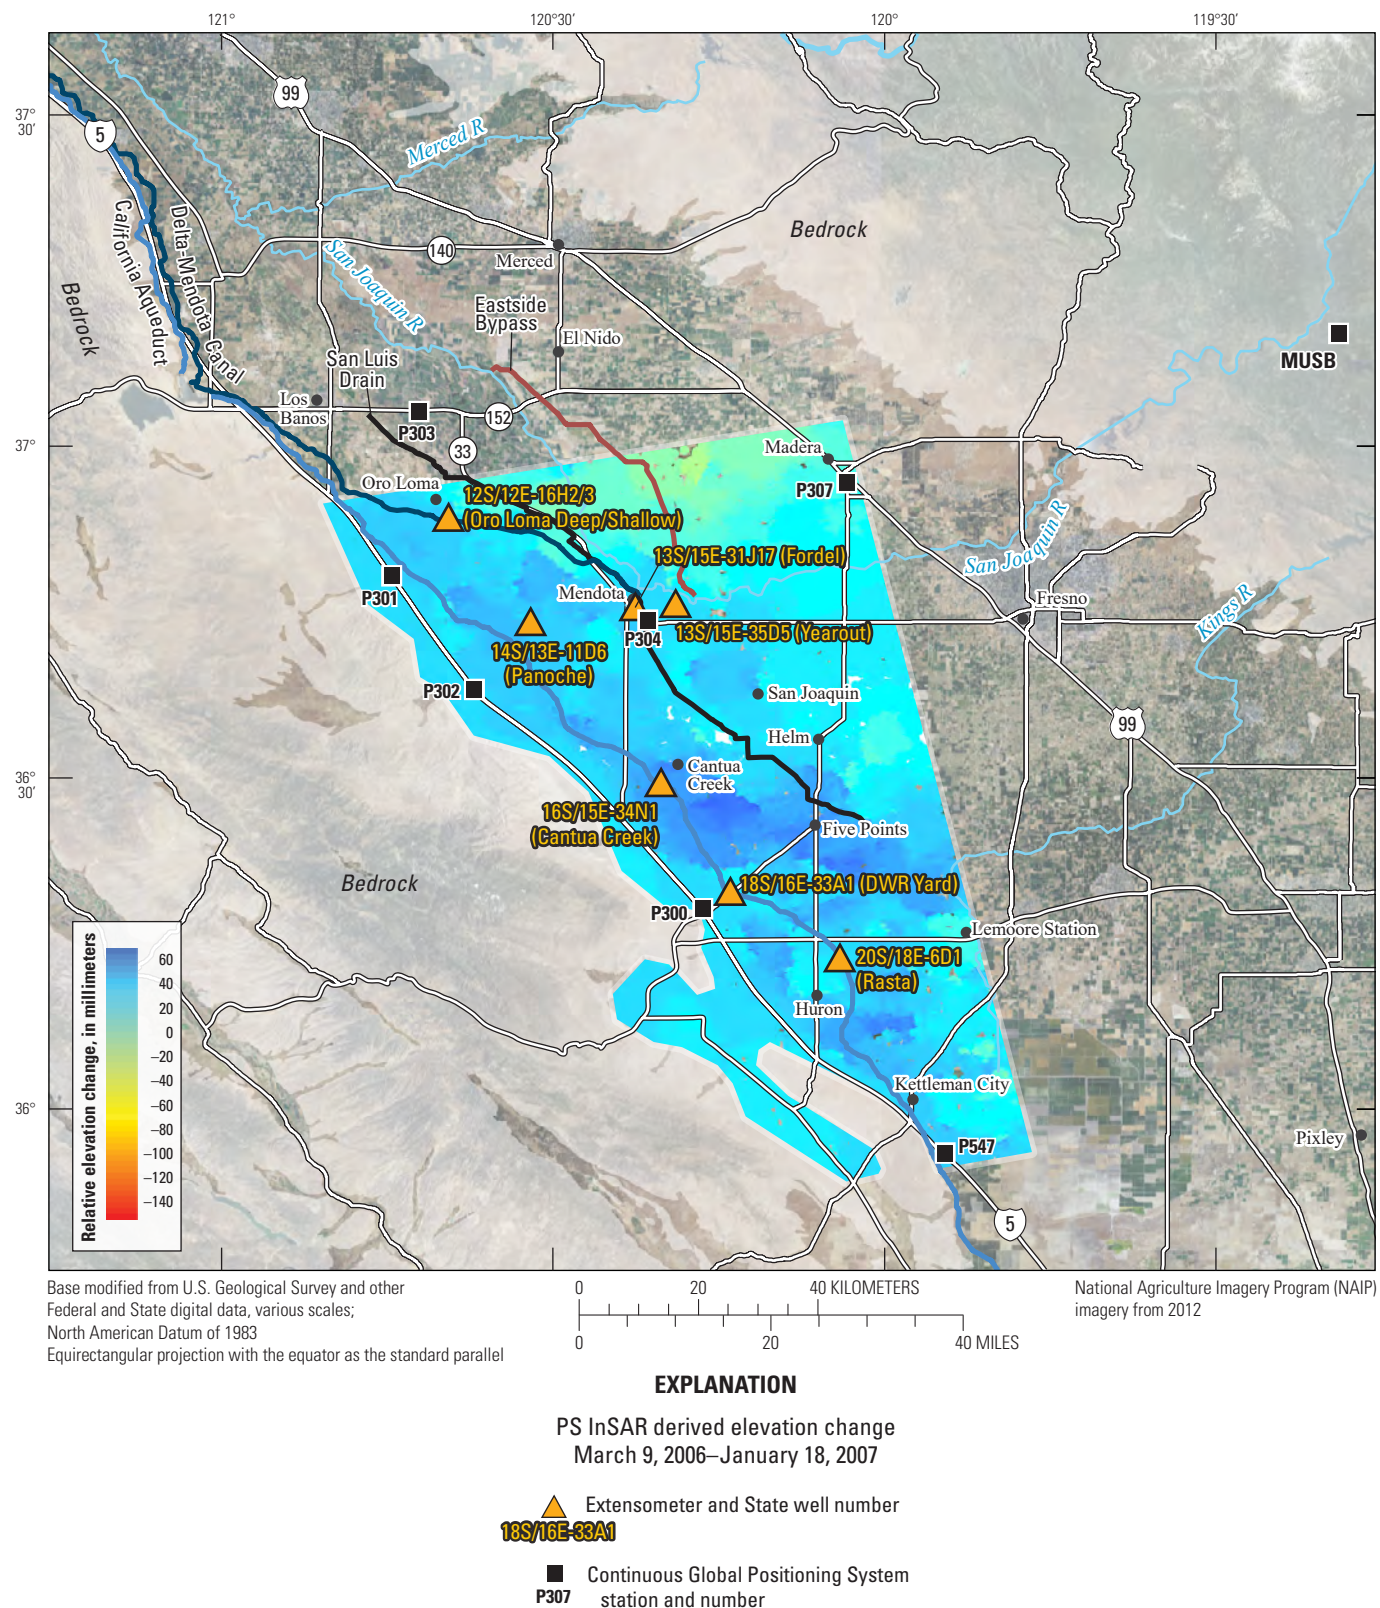 121°
120°30'
120°
119°30'
37°
30'
99
5
Merced R
Bedrock
Delta-Mendota Canal
California Aqueduct
San Joaquin R
140
Merced
Bedrock
Eastside
Bypass
El Nido
San Luis
Drain
MUSB
Los
Banos
P303
152
33
37°
Madera
Oro Loma
P307
12S/12E-16H2/3
(Oro Loma Deep/Shallow)
San Joaquin R
13S/15E-31J17 (Fordel)
P301
Mendota
Fresno
Kings R
P304
13S/15E-35D5 (Yearout)
14S/13E-11D6
(Panoche)
P302
San Joaquin
99
Helm
36°
30'
Cantua
Creek
16S/15E-34N1
(Cantua Creek)
Five Points
Bedrock
18S/16E-33A1 (DWR Yard)
P300
Lemoore Station
20S/18E-6D1
(Rasta)
Huron
Relative elevation change, in millimeters
60
40
20
0
–20
–40
–60
–80
–100
–120
–140
Kettleman City
36°
Pixley
P547
5
Base modified from U.S. Geological Survey and other
Federal and State digital data, various scales;
North American Datum of 1983
Equirectangular projection with the equator as the standard parallel
0 20 40 KILOMETERS
0 20 40 MILES
National Agriculture Imagery Program (NAIP)
imagery from 2012
EXPLANATION
PS InSAR derived elevation change
March 9, 2006–January 18, 2007
Extensometer and State well number
18S/16E-33A1
Continuous Global Positioning System
station and number
P307